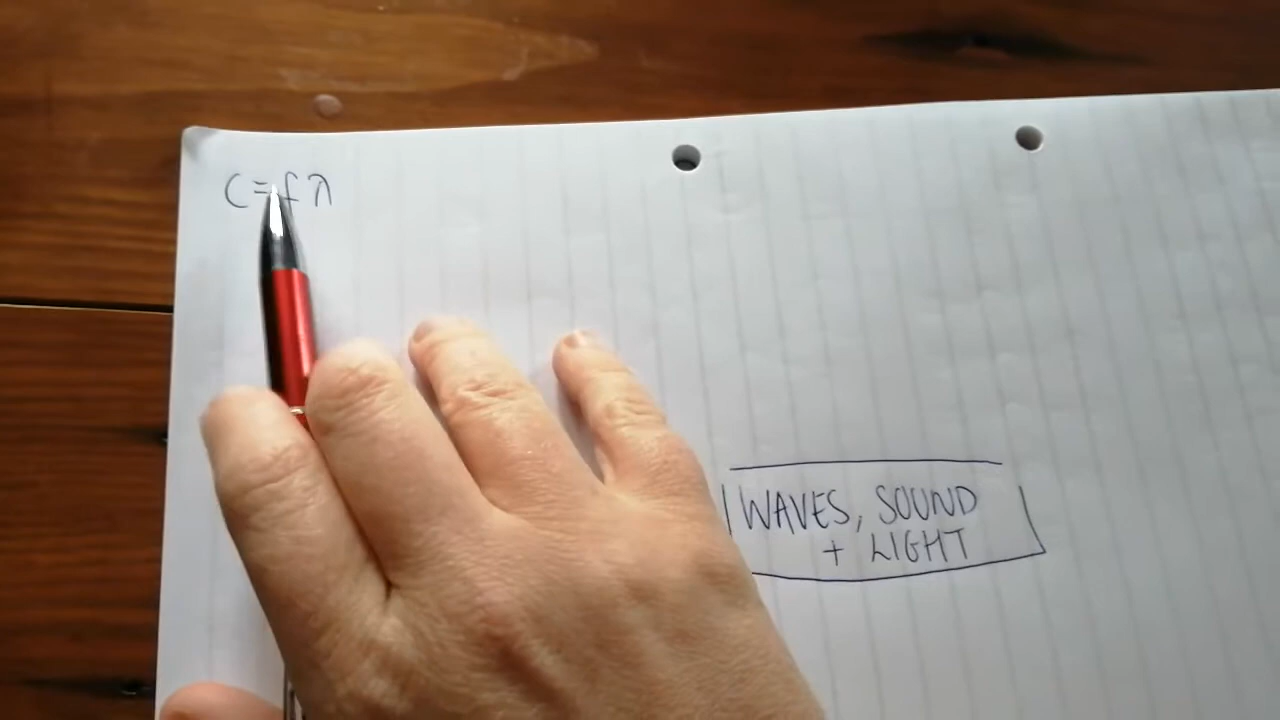 c=fλ
WAVES, SOUND
+ LIGHT